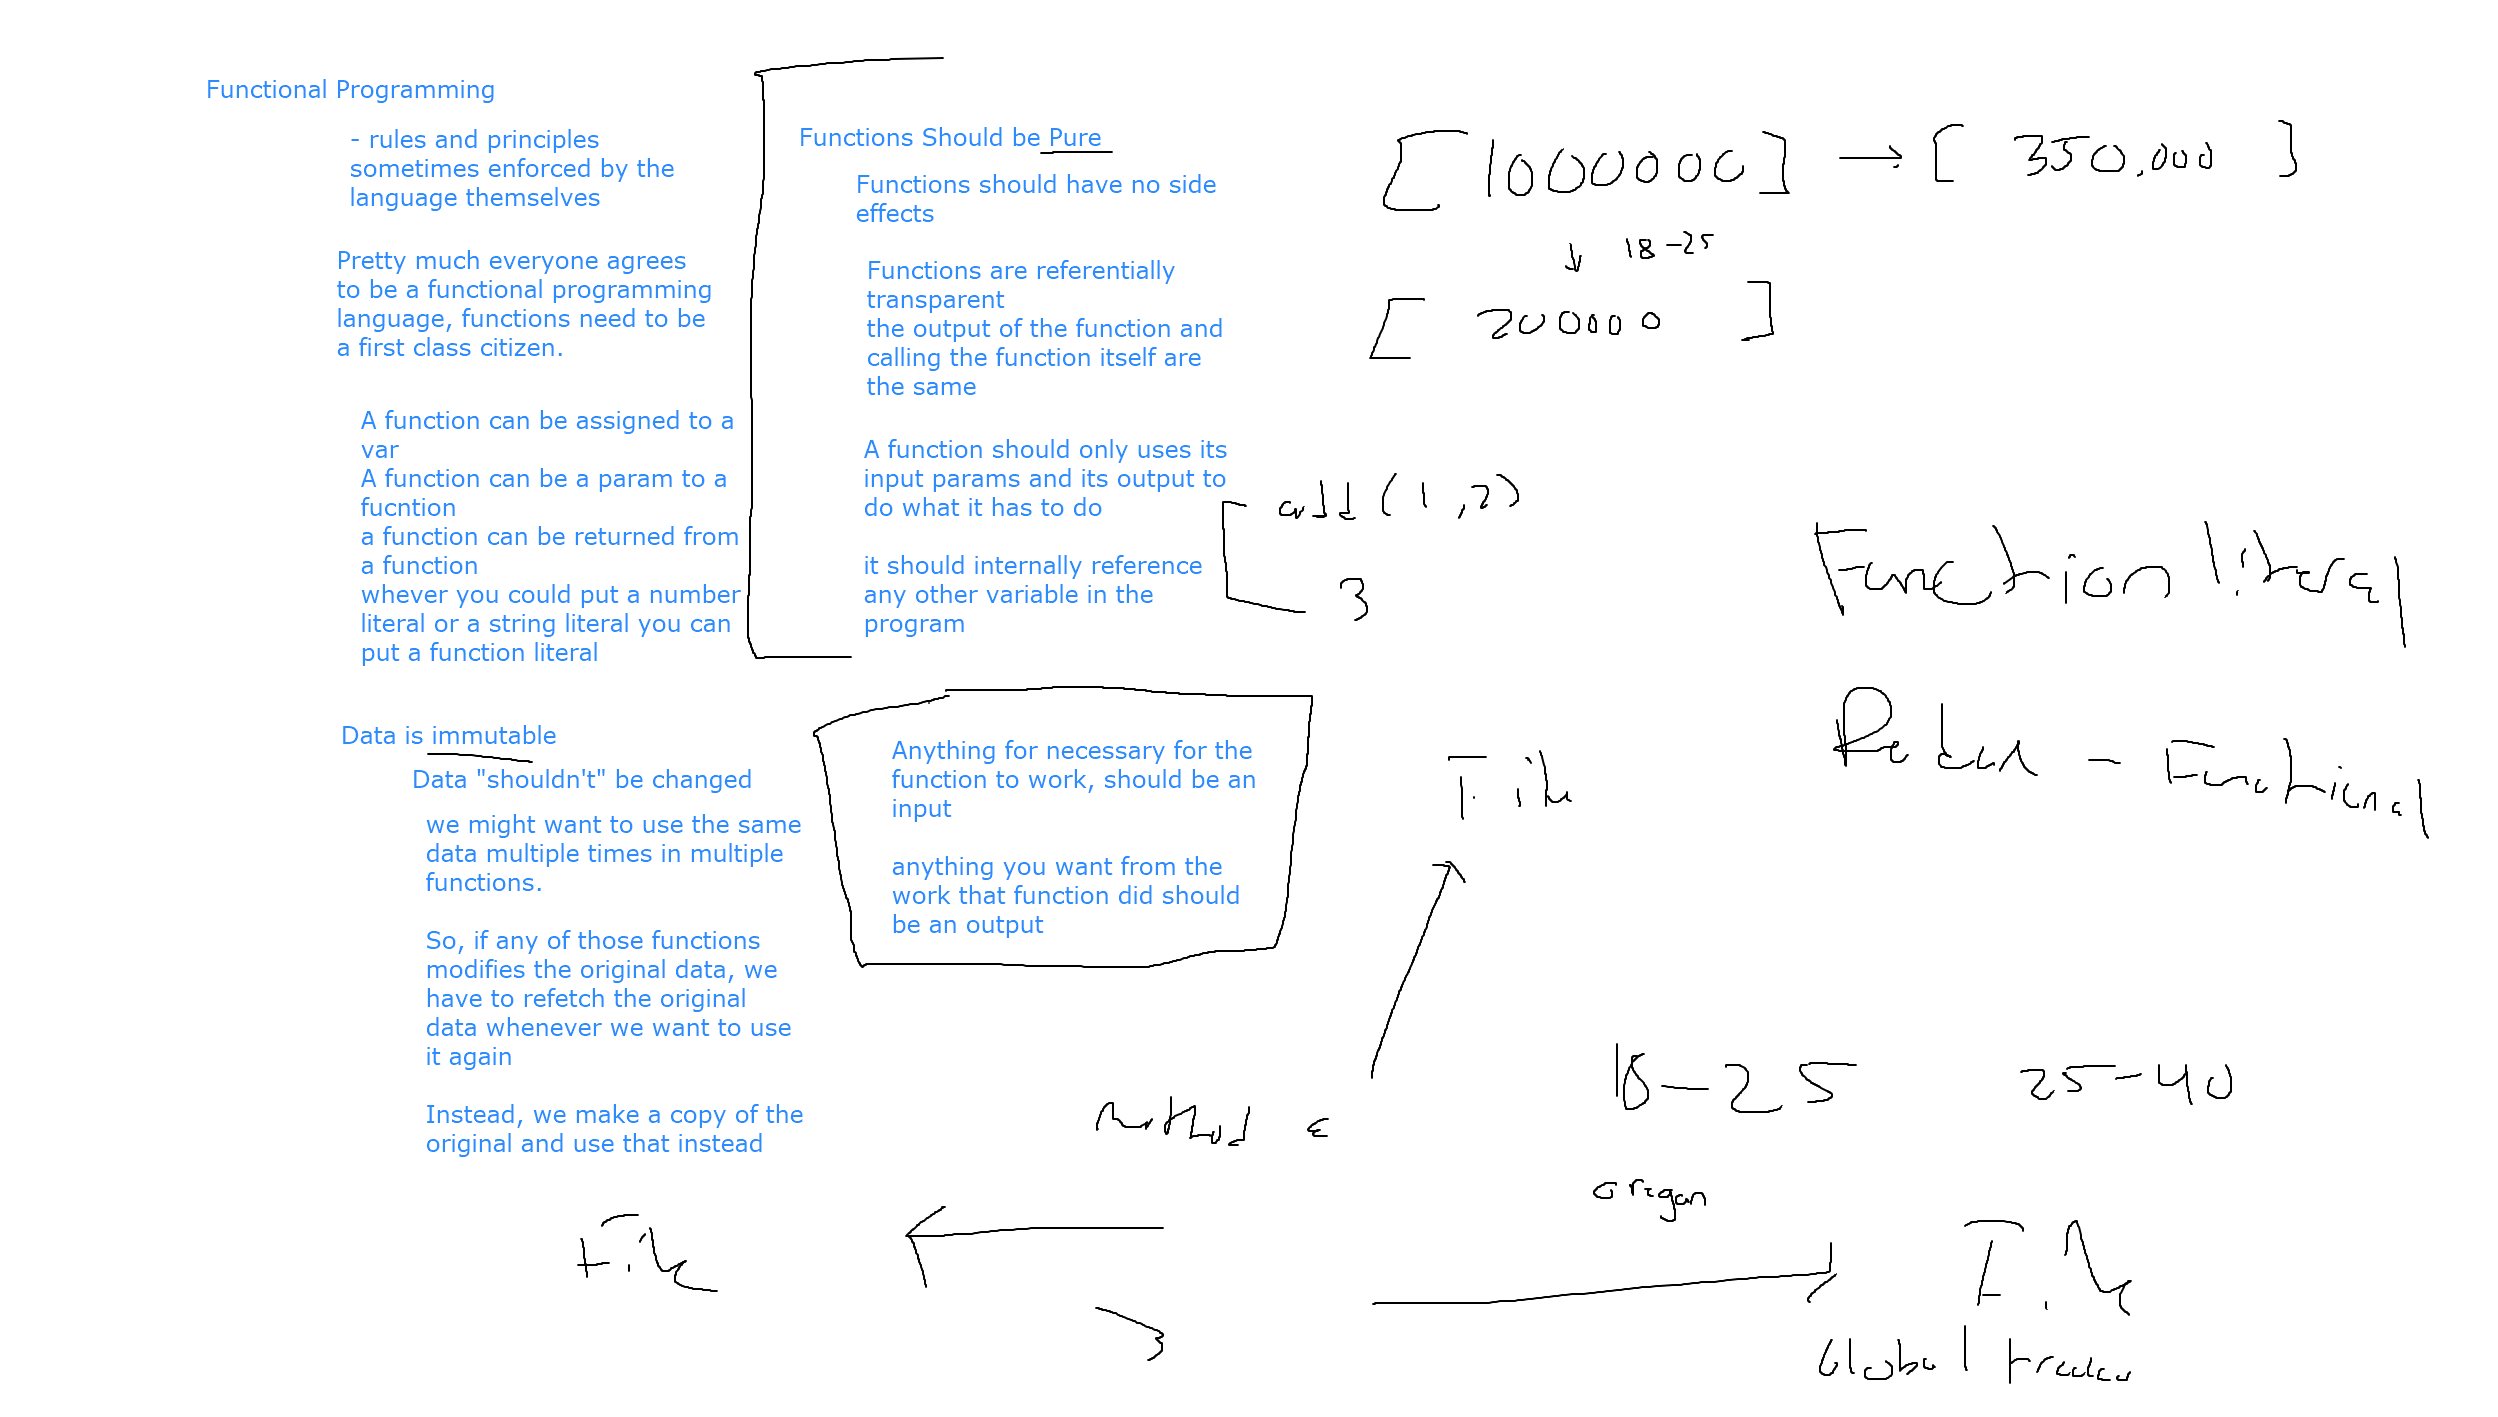 Functional Programming
- rules and principles
sometimes enforced by the
language themselves
Pretty much everyone agrees
to be a functional programming
language, functions need to be
a first class citizen.
A function can be assigned to a
var
A function can be a param to a
fucntion
a function can be returned from
a function
whever you could put a number
literal or a string literal you can
put a function literal
Data is immutable
Data "shouldn't" be changed
we might want to use the same
data multiple times in multiple
functions.
So, if any of those functions
modifies the original data, we
have to refetch the original
data whenever we want to use
it again
Instead, we make a copy of the
original and use that instead
Functions Should be Pure
Functions should have no side
effects
Functions are referentially
transparent
the output of the function and
calling the function itself are
the same
A function should only uses its
input params and its output to
do what it has to do
it should internally reference
any other variable in the
program
Anything for necessary for the
function to work, should be an
input
anything you want from the
work that function did should
be an output
[1000000] → [350,000]
↓ 18-25
[200000]
add (1,2)
3
Function literal
Redux - Functional
File
18-25 25-40
method
oregon
File
File
Global